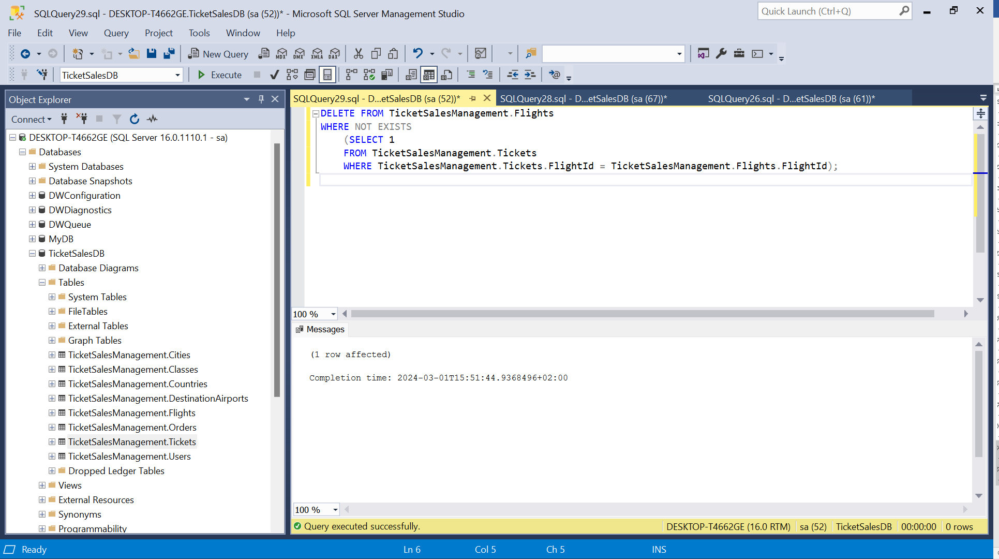 SQLQuery29.sql - DESKTOP-T4662GE.TicketSalesDB (sa (52))* - Microsoft SQL Server Management Studio
Quick Launch (Ctrl+Q)
File Edit View Query Project Tools Window Help
New Query MDX DMX XMLA DAX
TicketSalesDB Execute
Object Explorer
Connect
DESKTOP-T4662GE (SQL Server 16.0.1110.1 - sa)
Databases
System Databases
Database Snapshots
DWConfiguration
DWDiagnostics
DWQueue
MyDB
TicketSalesDB
Database Diagrams
Tables
System Tables
FileTables
External Tables
Graph Tables
TicketSalesManagement.Cities
TicketSalesManagement.Classes
TicketSalesManagement.Countries
TicketSalesManagement.DestinationAirports
TicketSalesManagement.Flights
TicketSalesManagement.Orders
TicketSalesManagement.Tickets
TicketSalesManagement.Users
Dropped Ledger Tables
Views
External Resources
Synonyms
Programmability
SQLQuery29.sql - D...etSalesDB (sa (52))* SQLQuery28.sql - D...etSalesDB (sa (67))* SQLQuery26.sql - D...etSalesDB (sa (61))*
DELETE FROM TicketSalesManagement.Flights
WHERE NOT EXISTS
(SELECT 1
FROM TicketSalesManagement.Tickets
WHERE TicketSalesManagement.Tickets.FlightId = TicketSalesManagement.Flights.FlightId);
100 %
Messages
(1 row affected)
Completion time: 2024-03-01T15:51:44.9368496+02:00
100 %
Query executed successfully. DESKTOP-T4662GE (16.0 RTM) sa (52) TicketSalesDB 00:00:00 0 rows
Ready Ln 6 Col 5 Ch 5 INS